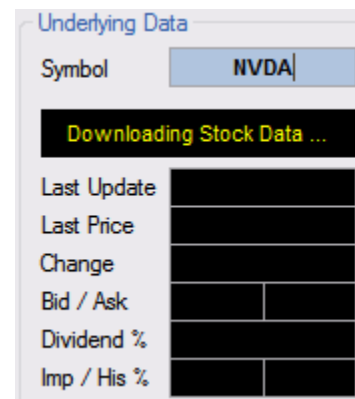 Underlying Data
Symbol NVDA
Downloading Stock Data ...
Last Update
Last Price
Change
Bid / Ask
Dividend %
Imp / His %